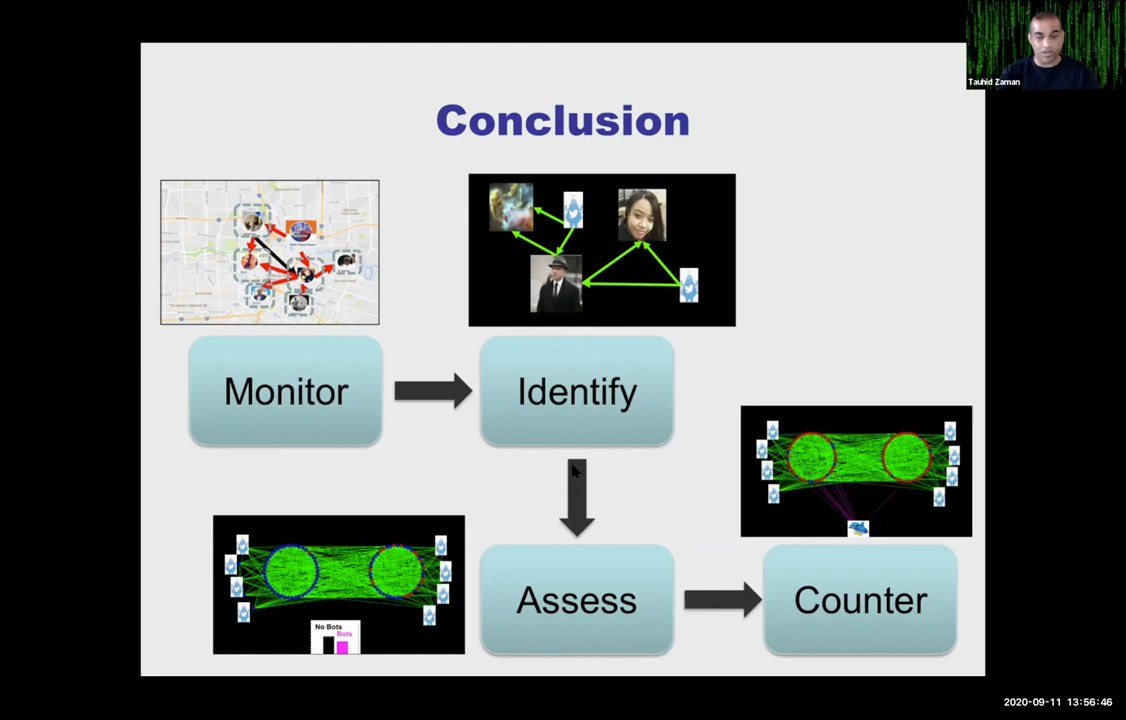 Tauhid Zaman
Conclusion
Monitor
Identify
Assess
Counter
No Bots
Bots
2020-09-11 13:56:46